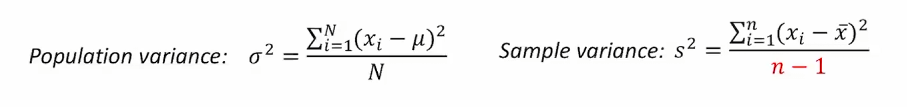 Population variance: σ² = ∑ᵢ₌₁ᴺ(xᵢ − μ)² / N
Sample variance: s² = ∑ᵢ₌₁ⁿ(xᵢ − x̄)² / n − 1